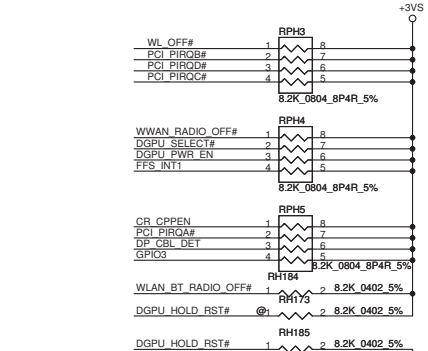 +3VS
RPH3
WL_OFF# 1 8
PCI_PIRQB# 2 7
PCI_PIRQD# 3 6
PCI_PIRQC# 4 5
8.2K_0804_8P4R_5%
RPH4
WWAN_RADIO_OFF# 1 8
DGPU_SELECT# 2 7
DGPU_PWR_EN 3 6
FFS_INT1 4 5
8.2K_0804_8P4R_5%
RPH5
CR_CPPEN 1 8
PCI_PIRQA# 2 7
DP_CBL_DET 3 6
GPIO3 4 5
8.2K_0804_8P4R_5%
RH184
WLAN_BT_RADIO_OFF# 1 2 8.2K_0402_5%
RH173
DGPU_HOLD_RST# @1 2 8.2K_0402_5%
RH185
DGPU_HOLD_RST# 1 2 8.2K_0402_5%